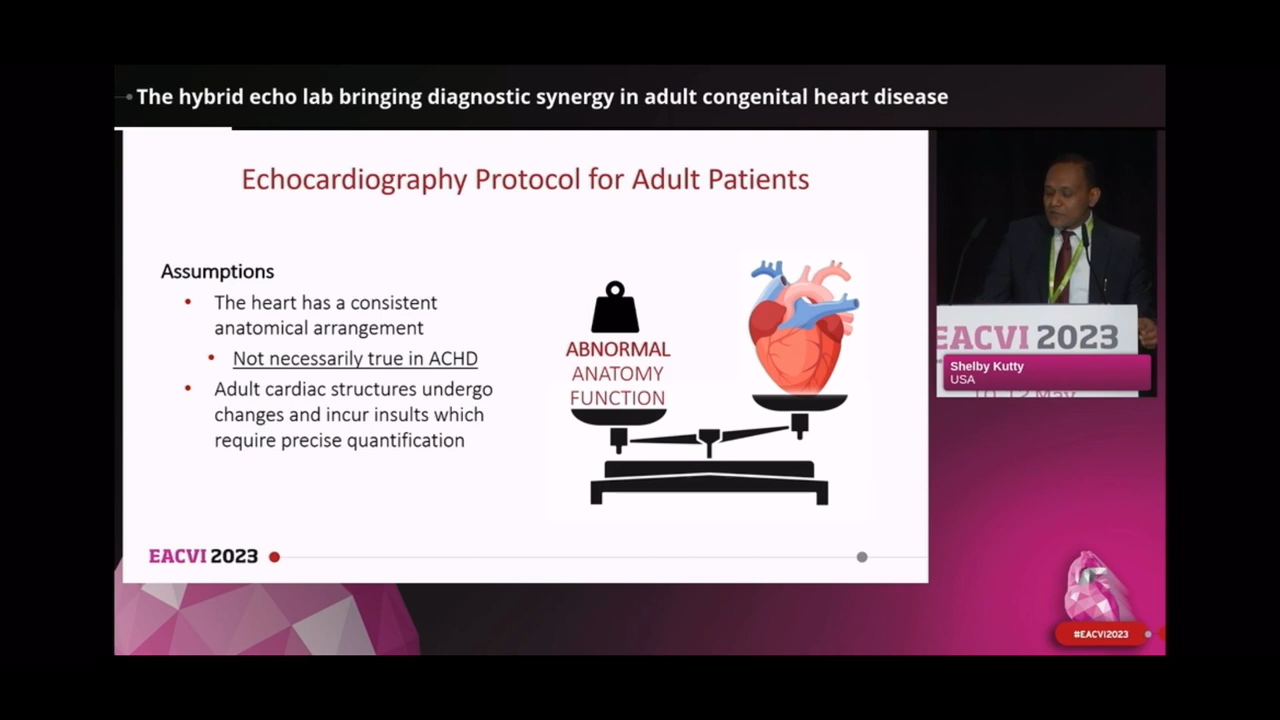 The hybrid echo lab bringing diagnostic synergy in adult congenital heart disease
Echocardiography Protocol for Adult Patients
Assumptions
• The heart has a consistent
anatomical arrangement
• Not necessarily true in ACHD
• Adult cardiac structures undergo
changes and incur insults which
require precise quantification
ABNORMAL
ANATOMY
FUNCTION
EACVI 2023
EACVI 2023
Shelby Kutty
USA
#EACVI2023